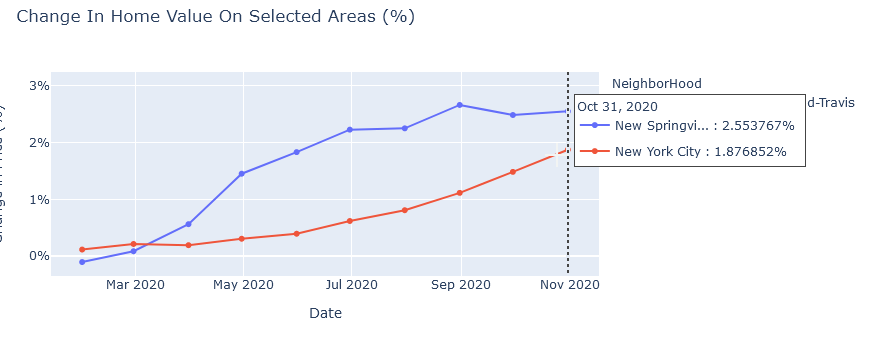 Change In Home Value On Selected Areas (%)
3%
2%
1%
0%
Mar 2020
May 2020
Jul 2020
Sep 2020
Nov 2020
Date
NeighborHood
d-Travis
Oct 31, 2020
New Springvi... : 2.553767%
New York City : 1.876852%